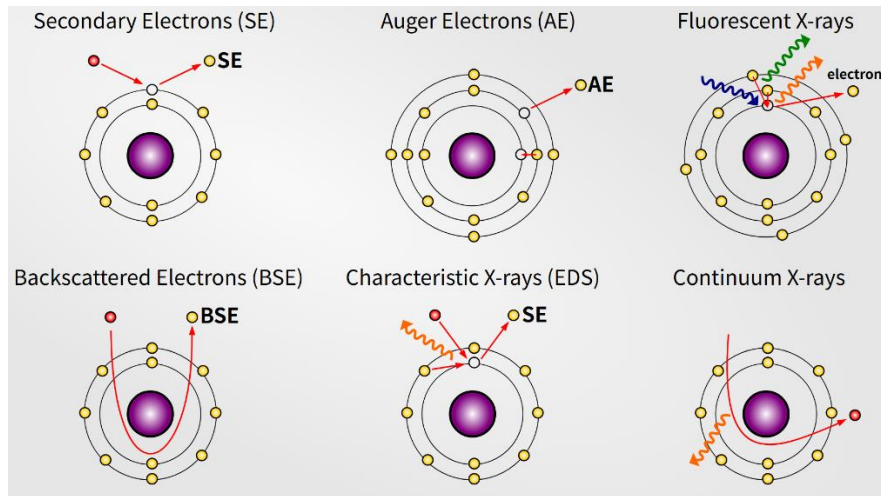 Secondary Electrons (SE)
SE
Auger Electrons (AE)
AE
Fluorescent X-rays
electron
Backscattered Electrons (BSE)
BSE
Characteristic X-rays (EDS)
SE
Continuum X-rays